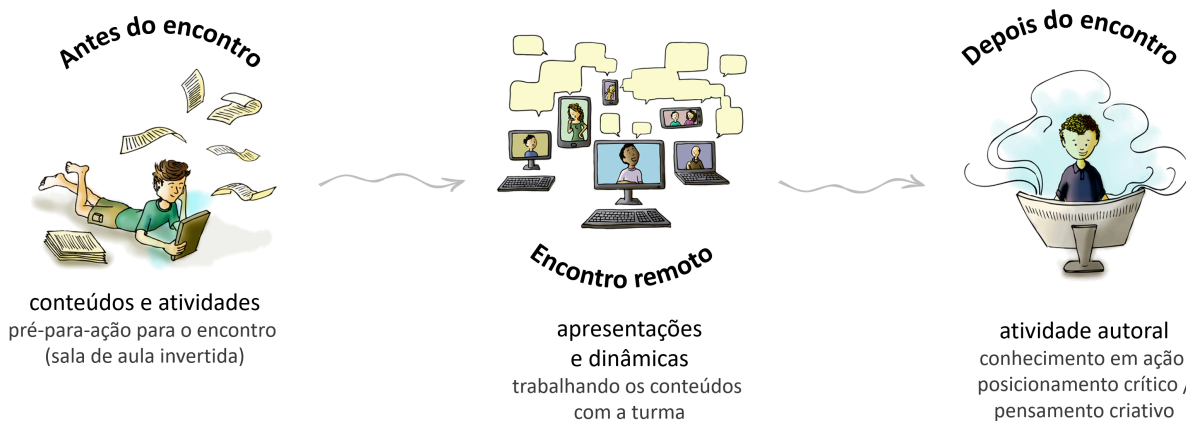 Antes do encontro
conteúdos e atividades
pré-para-ação para o encontro
(sala de aula invertida)
Encontro remoto
apresentações
e dinâmicas
trabalhando os conteúdos
com a turma
Depois do encontro
atividade autoral
conhecimento em ação
posicionamento crítico /
pensamento criativo